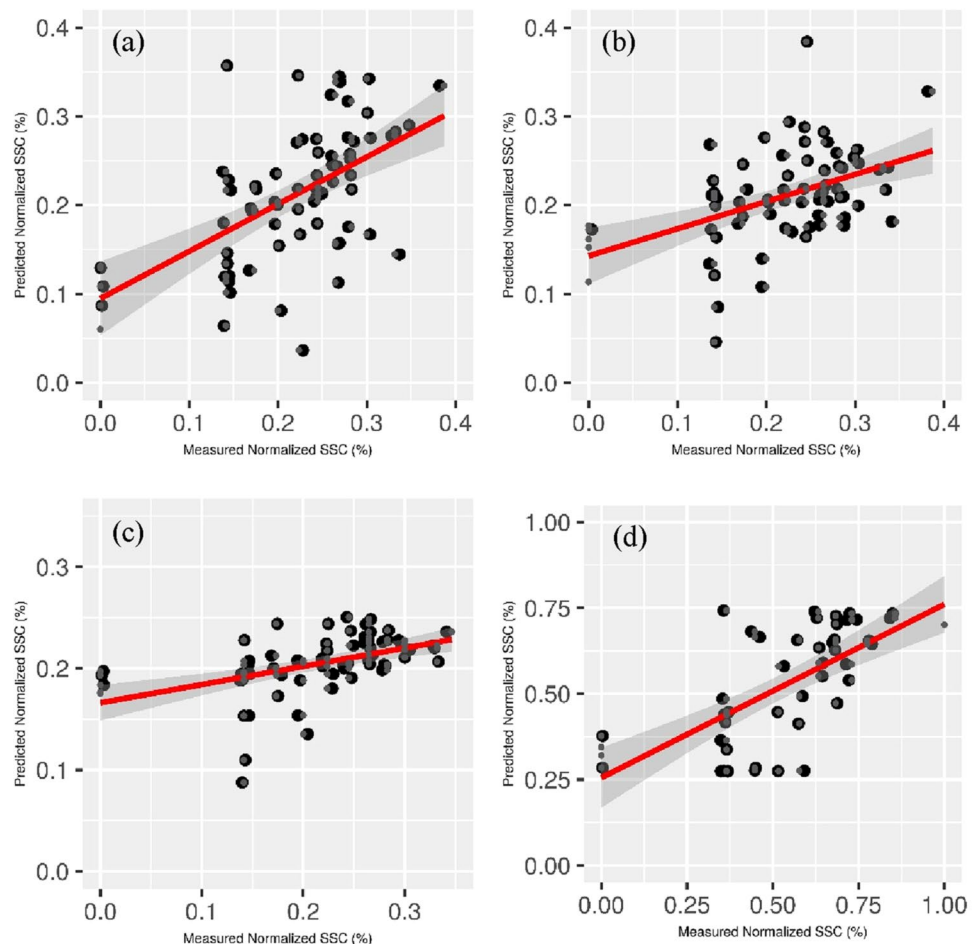 (a)
0.4
0.3
0.2
0.1
0.0
Predicted Normalized SSC (%)
0.0 0.1 0.2 0.3 0.4
Measured Normalized SSC (%)
(b)
0.4
0.3
0.2
0.1
0.0
Predicted Normalized SSC (%)
0.0 0.1 0.2 0.3 0.4
Measured Normalized SSC (%)
(c)
0.3
0.2
0.1
0.0
Predicted Normalized SSC (%)
0.0 0.1 0.2 0.3
Measured Normalized SSC (%)
(d)
1.00
0.75
0.50
0.25
0.00
Predicted Normalized SSC (%)
0.00 0.25 0.50 0.75 1.00
Measured Normalized SSC (%)